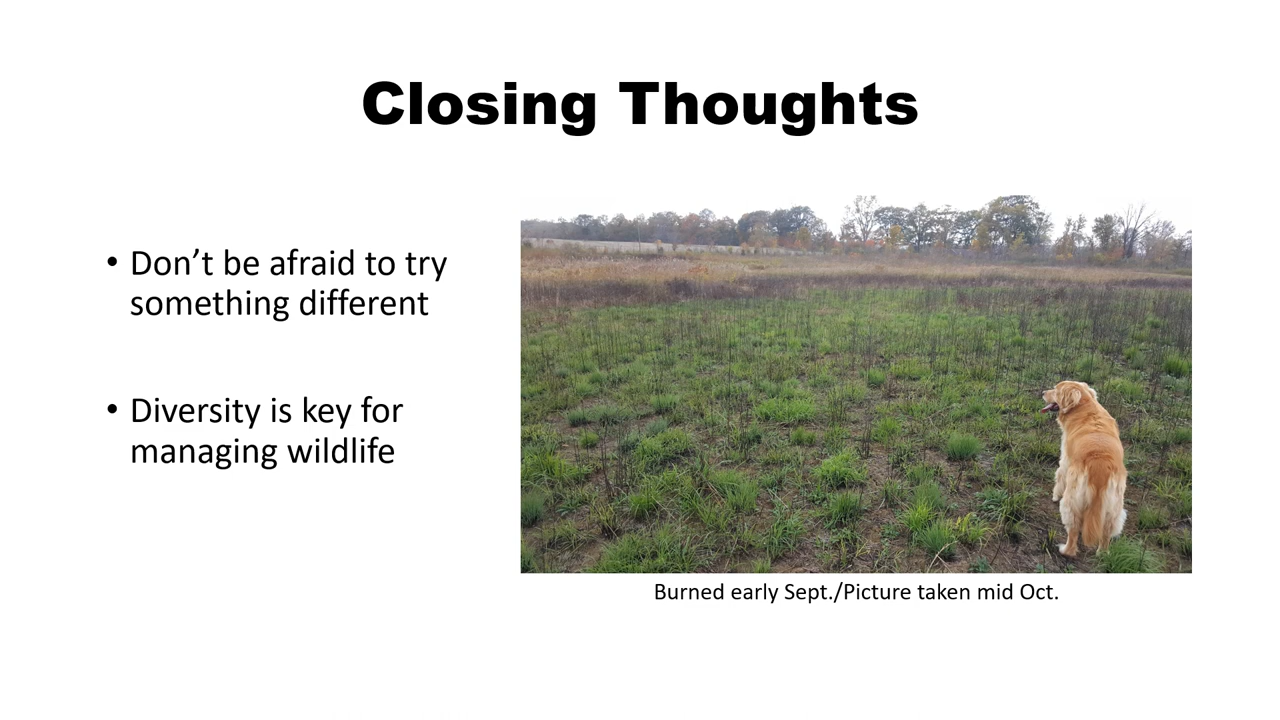 Closing Thoughts
• Don’t be afraid to try
something different
• Diversity is key for
managing wildlife
Burned early Sept./Picture taken mid Oct.